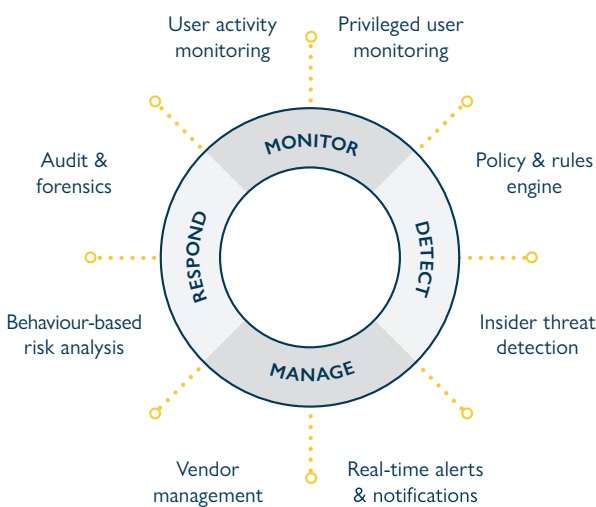 User activity
monitoring
Privileged user
monitoring
MONITOR
Audit &
forensics
Policy & rules
engine
RESPOND
DETECT
Behaviour-based
risk analysis
Insider threat
detection
MANAGE
Vendor
management
Real-time alerts
& notifications